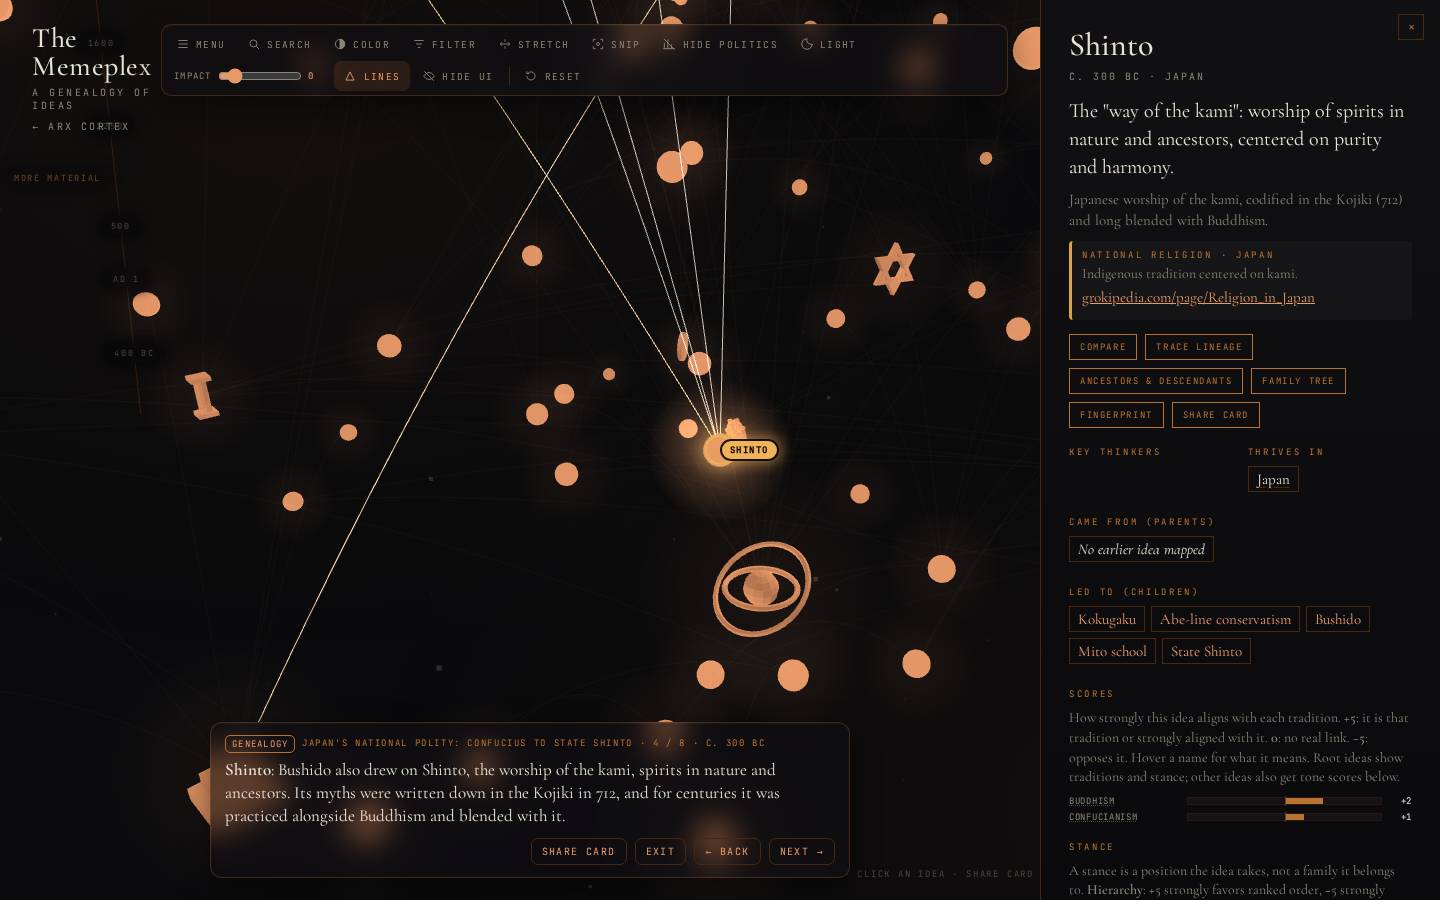 The
Memeplex
A GENEALOGY OF
IDEAS
← ARX CORTEX
1600
MORE MATERIAL
500
AD 1
400 BC
MENU
SEARCH
COLOR
FILTER
STRETCH
SNIP
HIDE POLITICS
LIGHT
IMPACT
0
LINES
HIDE UI
RESET
SHINTO
GENEALOGY
JAPAN'S NATIONAL POLITY: CONFUCIUS TO STATE SHINTO · 4 / 8 · C. 300 BC
Shinto: Bushido also drew on Shinto, the worship of the kami, spirits in nature and
ancestors. Its myths were written down in the Kojiki in 712, and for centuries it was
practiced alongside Buddhism and blended with it.
SHARE CARD
EXIT
← BACK
NEXT →
CLICK AN IDEA · SHARE CARD
×
Shinto
C. 300 BC · JAPAN
The "way of the kami": worship of spirits in
nature and ancestors, centered on purity
and harmony.
Japanese worship of the kami, codified in the Kojiki (712)
and long blended with Buddhism.
NATIONAL RELIGION · JAPAN
Indigenous tradition centered on kami.
grokipedia.com/page/Religion_in_Japan
COMPARE
TRACE LINEAGE
ANCESTORS & DESCENDANTS
FAMILY TREE
FINGERPRINT
SHARE CARD
KEY THINKERS
THRIVES IN
Japan
CAME FROM (PARENTS)
No earlier idea mapped
LED TO (CHILDREN)
Kokugaku
Abe-line conservatism
Bushido
Mito school
State Shinto
SCORES
How strongly this idea aligns with each tradition. +5: it is that
tradition or strongly aligned with it. 0: no real link. −5:
opposes it. Hover a name for what it means. Root ideas show
traditions and stance; other ideas also get tone scores below.
BUDDHISM
+2
CONFUCIANISM
+1
STANCE
A stance is a position the idea takes, not a family it belongs
to. Hierarchy: +5 strongly favors ranked order, −5 strongly